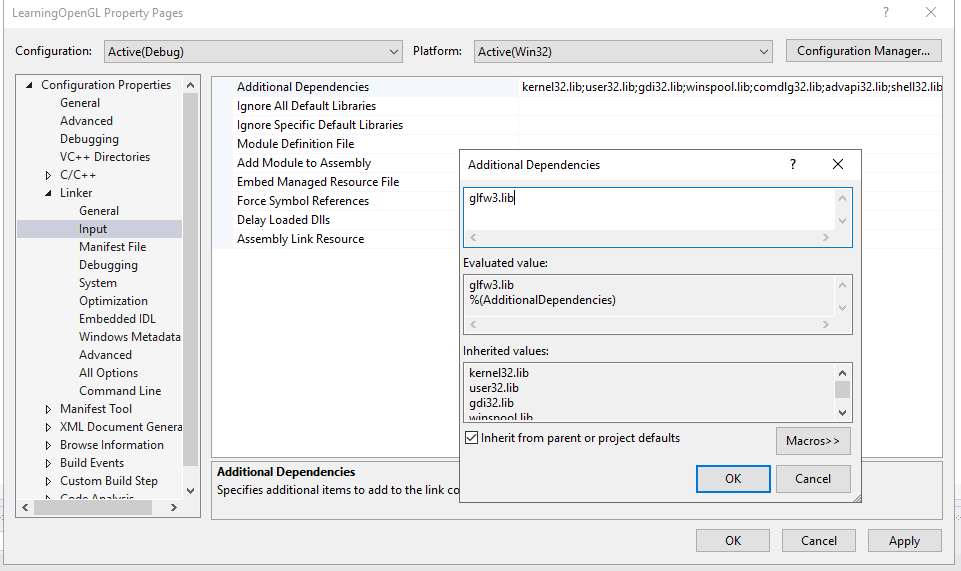 LearningOpenGL Property Pages
Configuration: Active(Debug) Platform: Active(Win32) Configuration Manager...
Configuration Properties
General
Advanced
Debugging
VC++ Directories
C/C++
Linker
General
Input
Manifest File
Debugging
System
Optimization
Embedded IDL
Windows Metadata
Advanced
All Options
Command Line
Manifest Tool
XML Document Genera
Browse Information
Build Events
Custom Build Step
Code Analysis
Additional Dependencies kernel32.lib;user32.lib;gdi32.lib;winspool.lib;comdlg32.lib;advapi32.lib;shell32.lib
Ignore All Default Libraries
Ignore Specific Default Libraries
Module Definition File
Add Module to Assembly
Embed Managed Resource File
Force Symbol References
Delay Loaded Dlls
Assembly Link Resource
Additional Dependencies
Specifies additional items to add to the link co
Additional Dependencies ?
glfw3.lib
Evaluated value:
glfw3.lib
%(AdditionalDependencies)
Inherited values:
kernel32.lib
user32.lib
gdi32.lib
winspool.lib
Inherit from parent or project defaults
Macros>>
OK Cancel
OK Cancel Apply